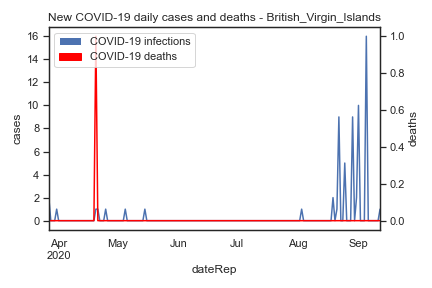 New COVID-19 daily cases and deaths - British_Virgin_Islands
COVID-19 infections
COVID-19 deaths
16
14
12
10
8
6
4
2
0
cases
1.0
0.8
0.6
0.4
0.2
0.0
deaths
Apr May Jun Jul Aug Sep
2020
dateRep